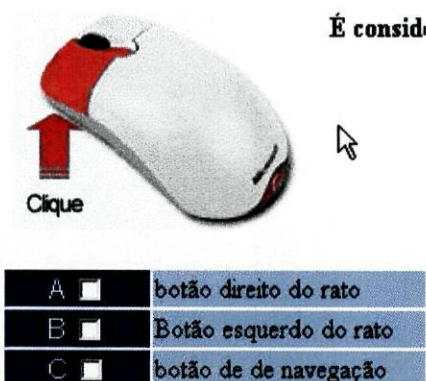 É consid
Clique
A botão direito do rato
B Botão esquerdo do rato
C botão de de navegação